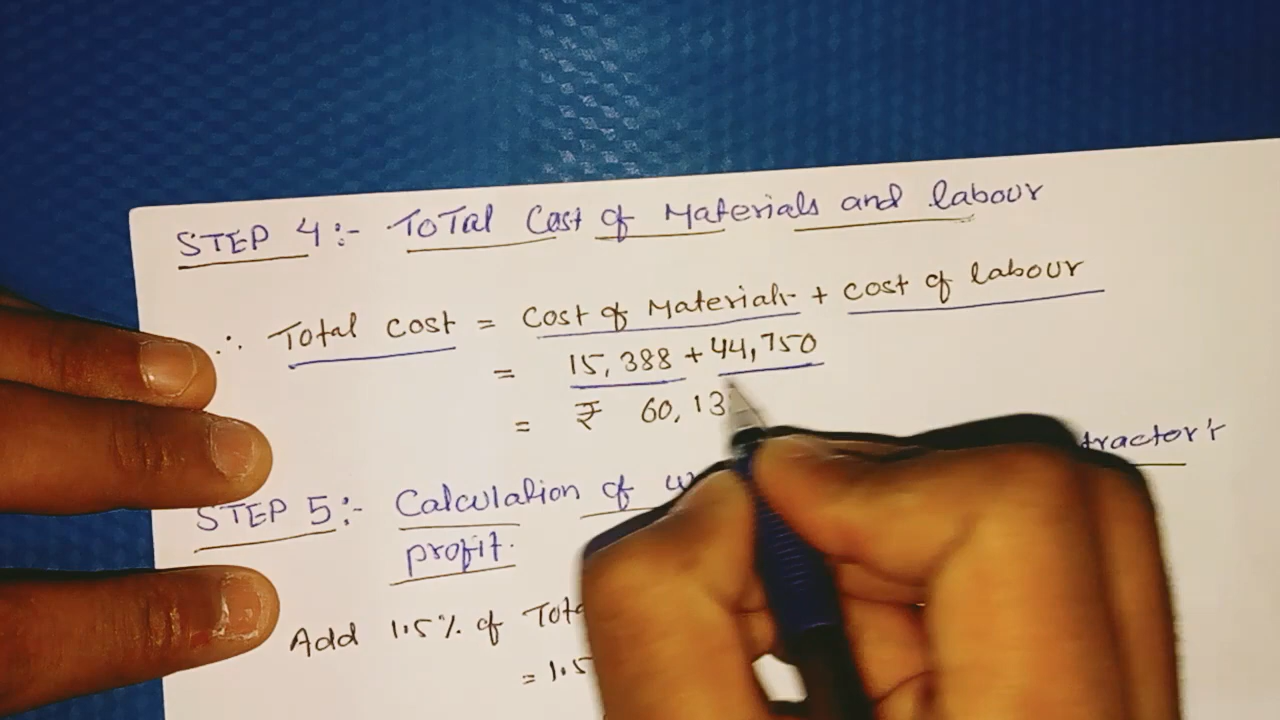 STEP 4:- ToTal Cost of Materials and labour
∴ Total cost = Cost of Materials + cost of labour
= 15,388 + 44,750
= ₹ 60,13
STEP 5:- Calculation of
profit.
Add 1.5% of
= 1.5